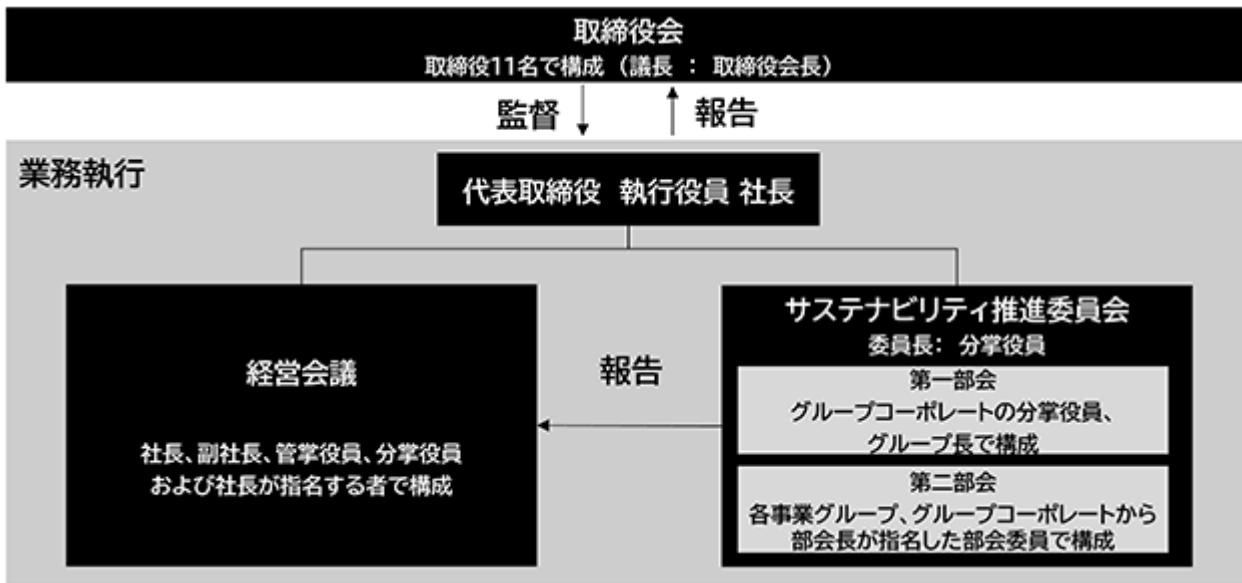 取締役会
取締役11名で構成（議長 ： 取締役会長）
監督
報告
業務執行
代表取締役 執行役員 社長
経営会議
社長、副社長、管掌役員、分掌役員
および社長が指名する者で構成
報告
サステナビリティ推進委員会
委員長： 分掌役員
第一部会
グループコーポレートの分掌役員、
グループ長で構成
第二部会
各事業グループ、グループコーポレートから
部会長が指名した部会委員で構成